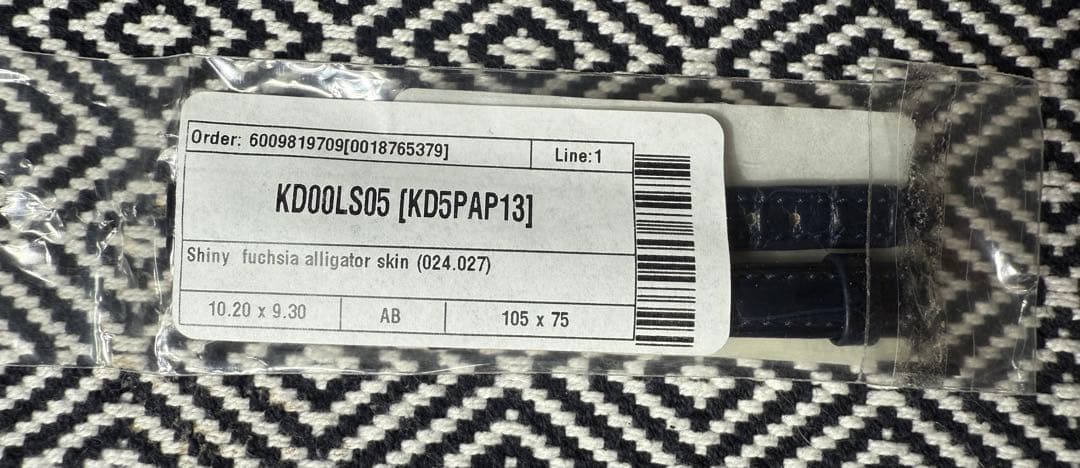 Order: 6009819709[0018765379] Line:1
KD00LS05 [KD5PAP13]
Shiny fuchsia alligator skin (024.027)
10.20 x 9.30 AB 105 x 75